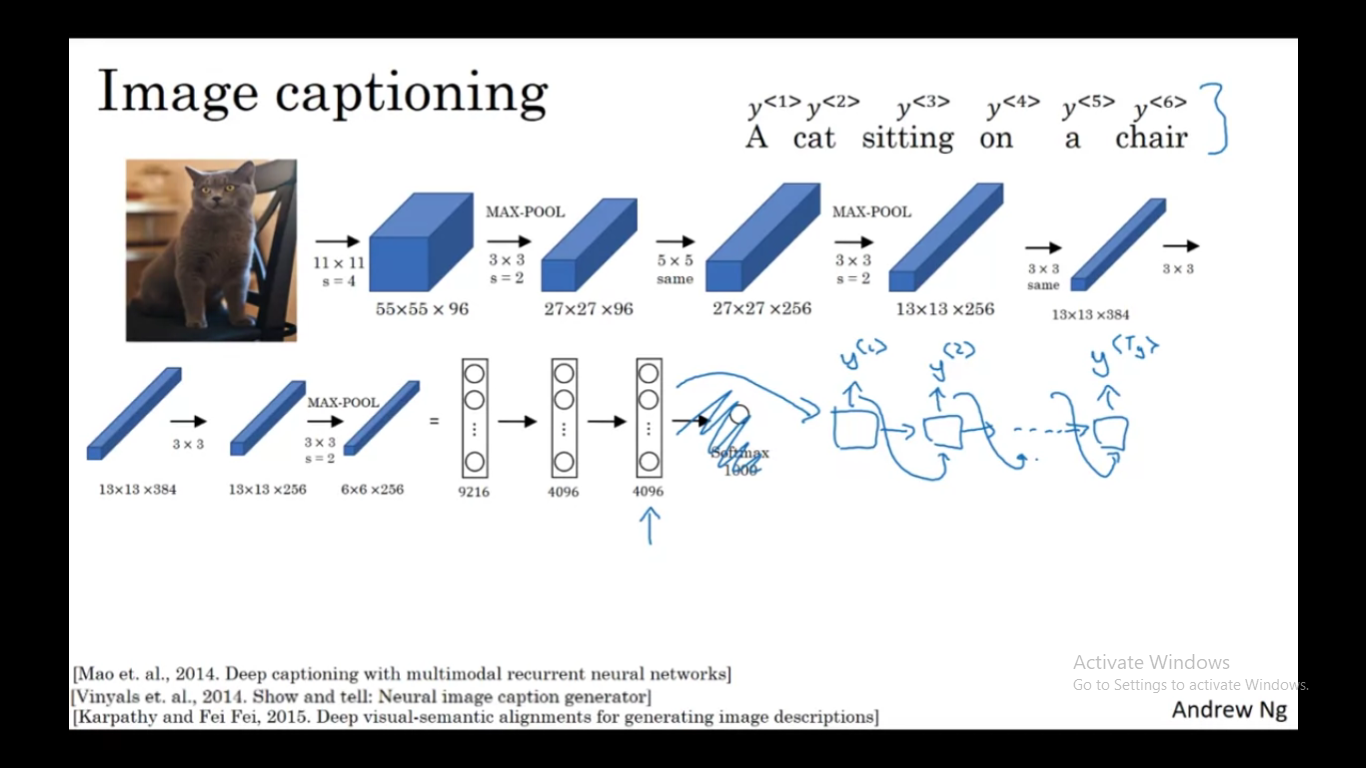 Image captioning
y<1> y<2> y<3> y<4> y<5> y<6>
A cat sitting on a chair
MAX-POOL MAX-POOL
11 × 11 3 × 3 5 × 5 3 × 3 3 × 3 3 × 3
s = 4 s = 2 same s = 2 same
55×55 × 96 27×27 ×96 27×27 ×256 13×13 ×256 13×13 ×384
y<1> y<2> y<Ty>
MAX-POOL
=
3 × 3 3 × 3
s = 2
Softmax
1000
13×13 ×384 13×13 ×256 6×6 ×256 9216 4096 4096
[Mao et. al., 2014. Deep captioning with multimodal recurrent neural networks]
[Vinyals et. al., 2014. Show and tell: Neural image caption generator]
[Karpathy and Fei Fei, 2015. Deep visual-semantic alignments for generating image descriptions]
Activate Windows
Go to Settings to activate Windows.
Andrew Ng